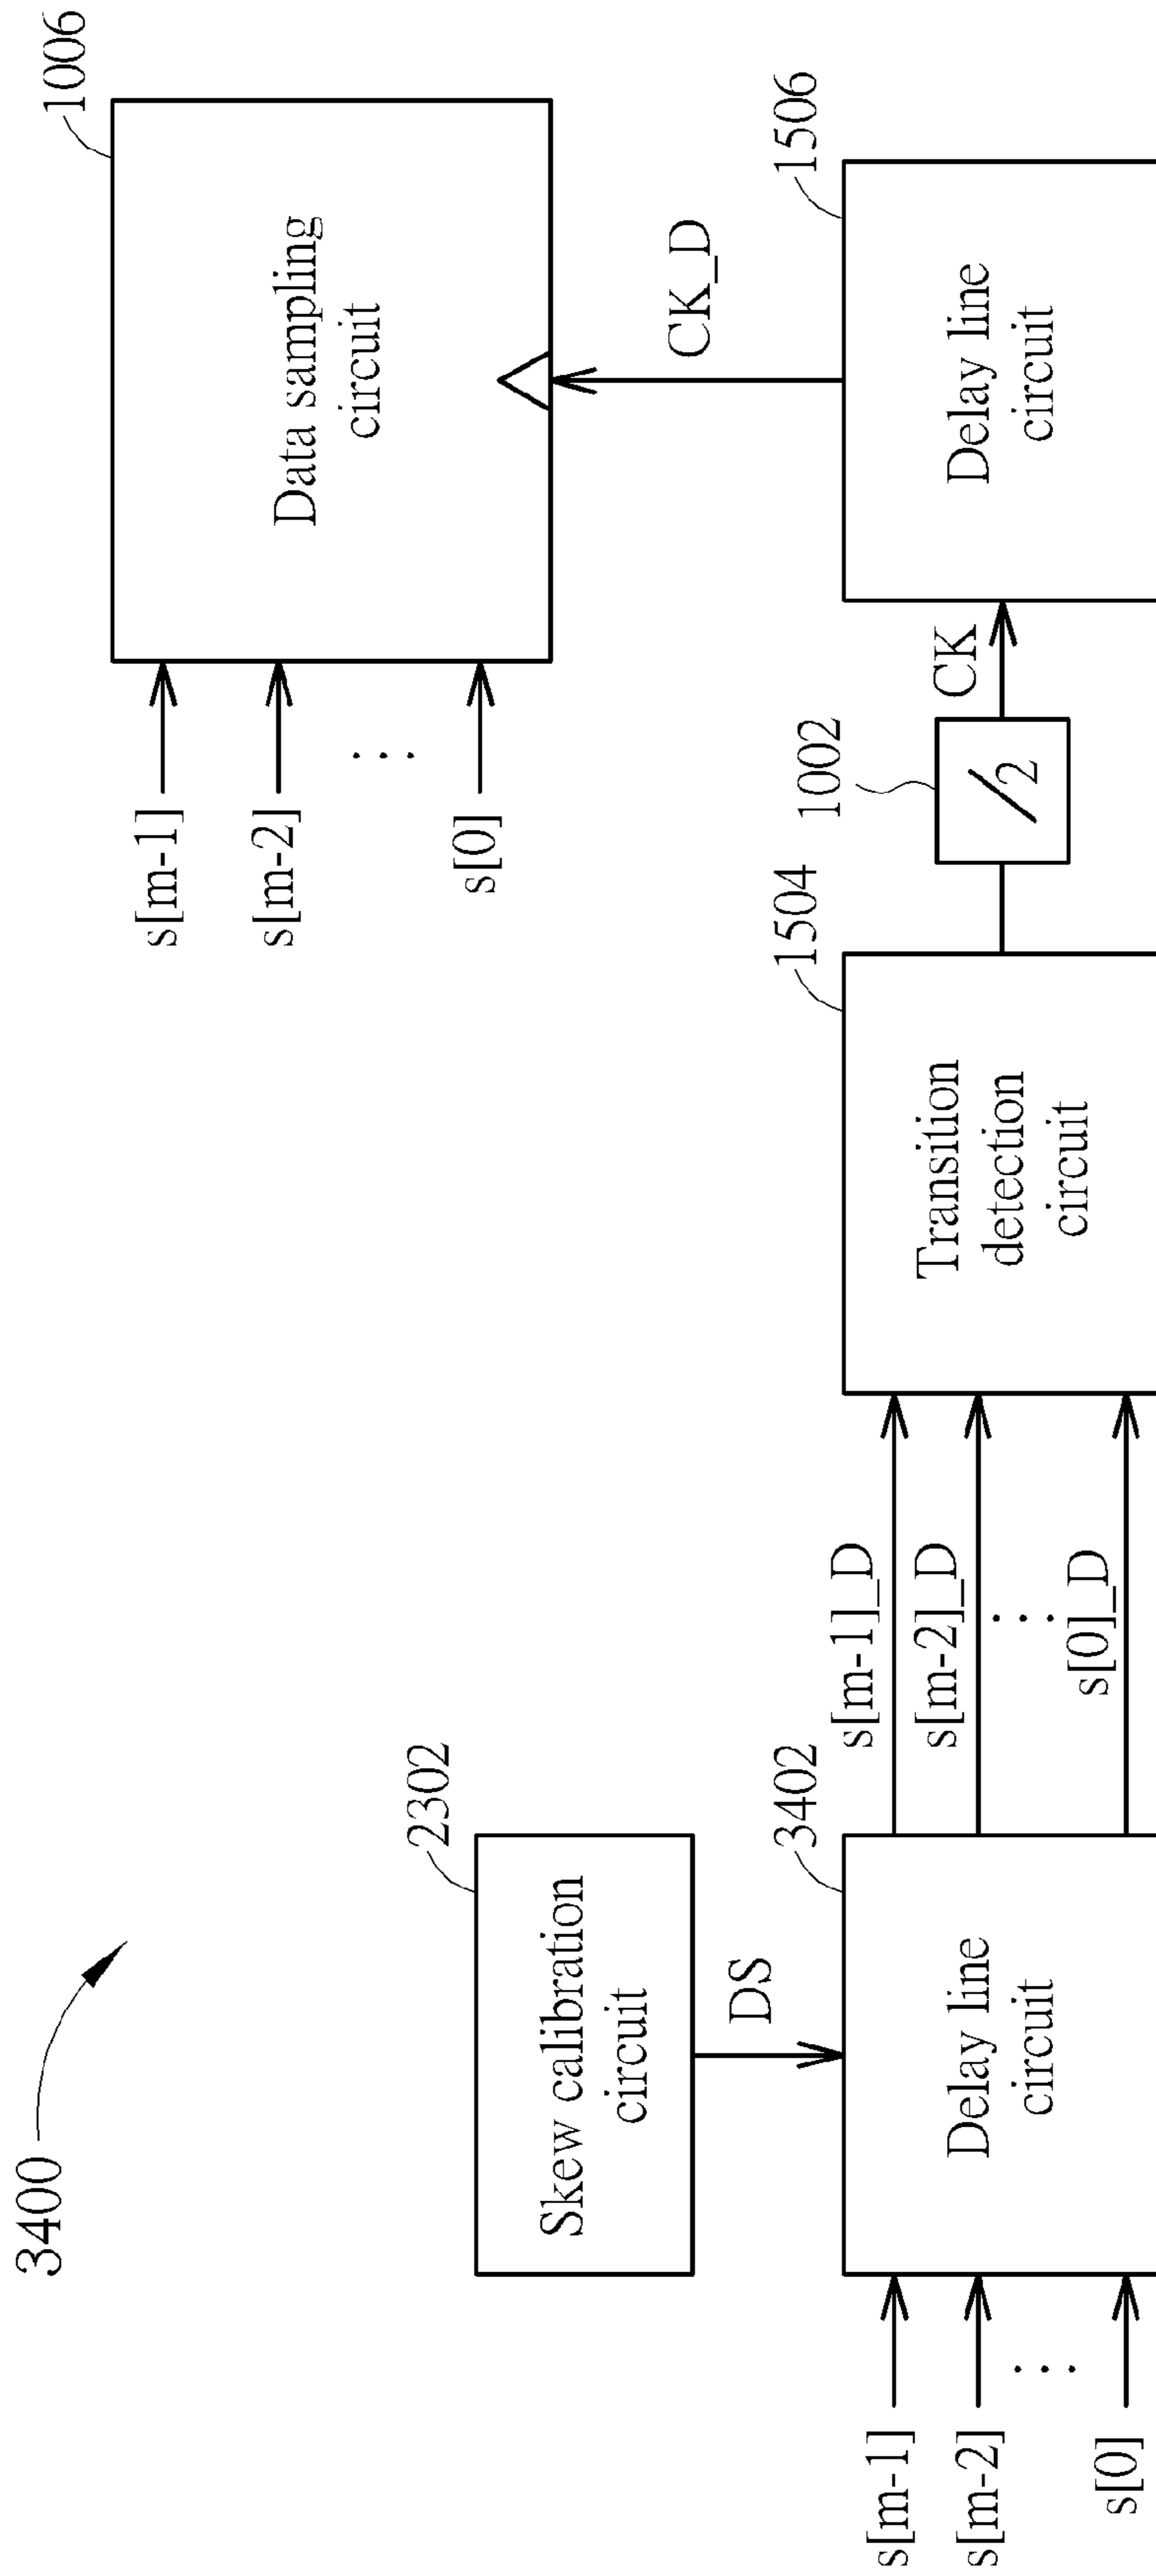 3400
1006
Data sampling
circuit
s[m-1]
s[m-2]
...
s[0]
CK_D
2302
Skew calibration
circuit
DS
3402
Delay line
circuit
s[m-1]
s[m-2]
...
s[0]
s[m-1]_D
s[m-2]_D
...
s[0]_D
1504
Transition
detection
circuit
1002
/2
CK
1506
Delay line
circuit